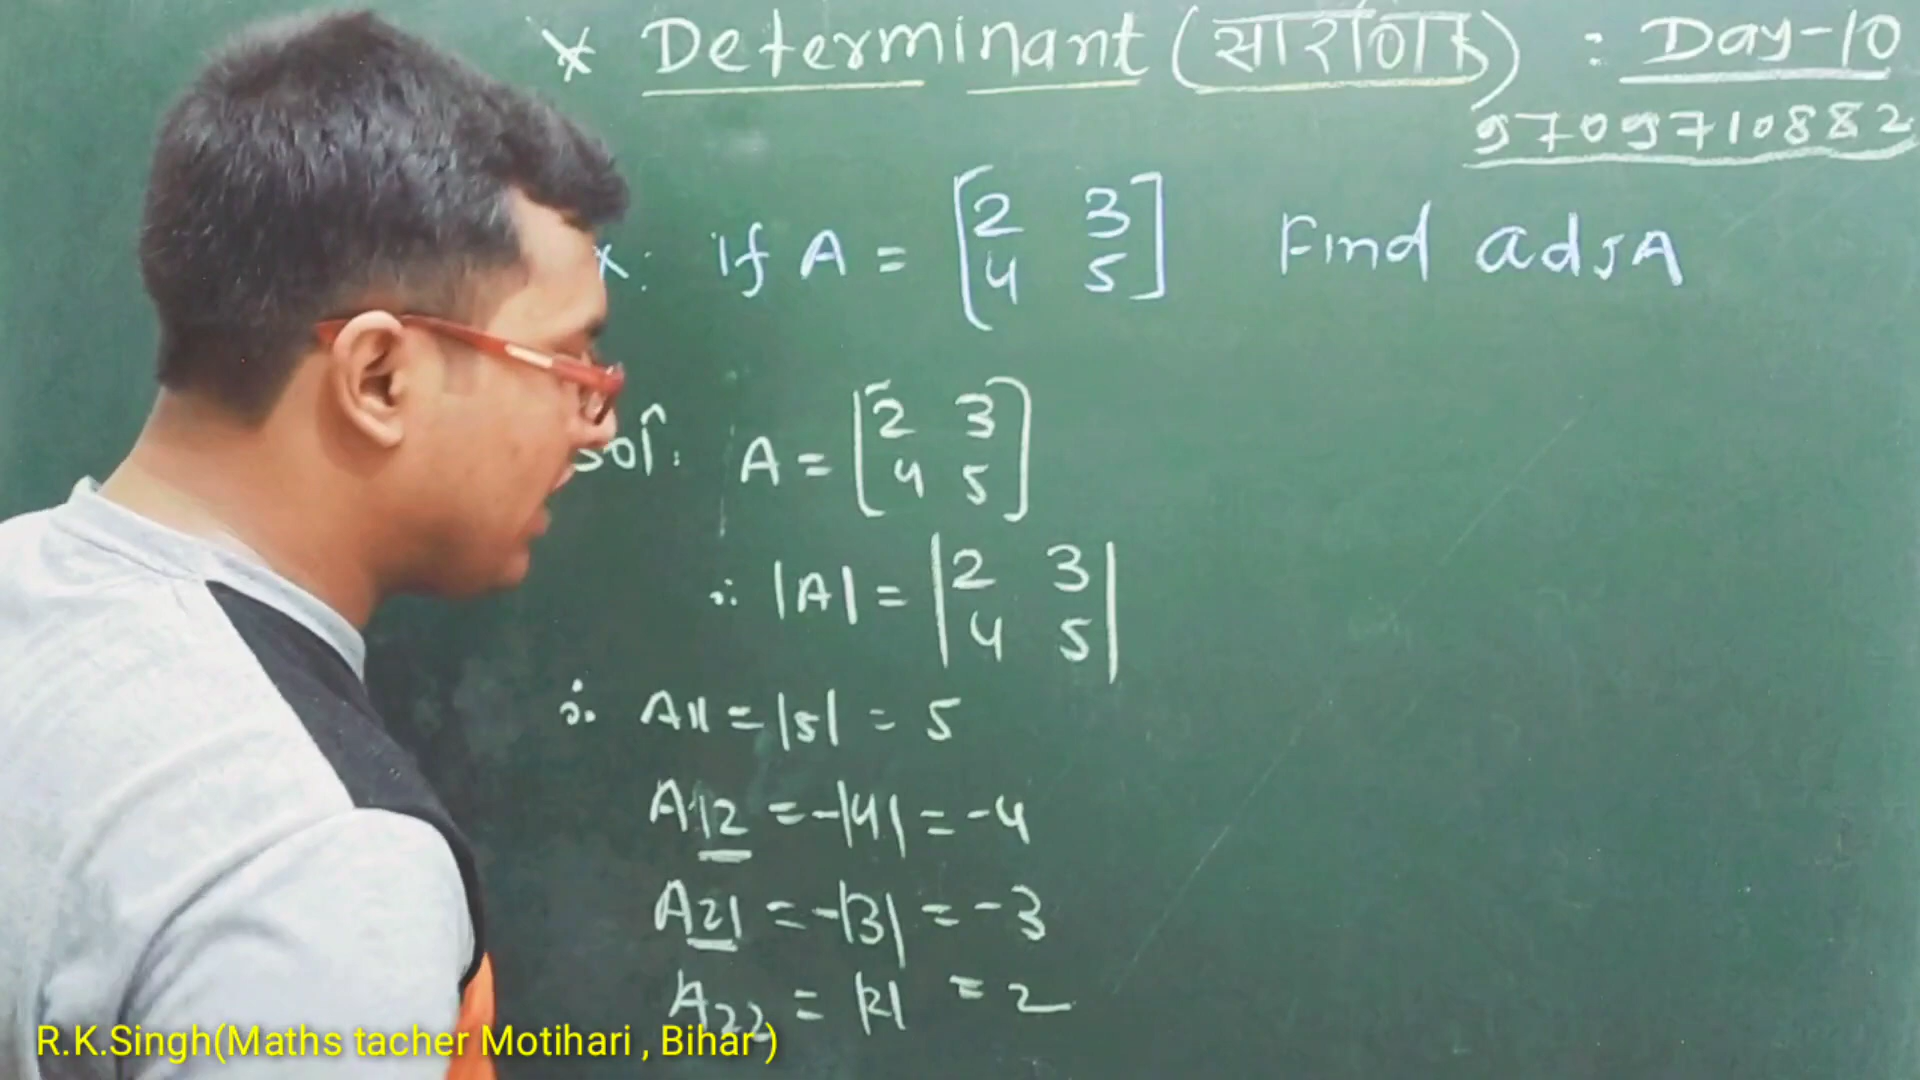 * Determinant (सारणिक) : Day-10
9709710882
x: If A = [2 3
4 5] Find adjA
Sol: A = [2 3
4 5]
∴ |A| = |2 3
4 5|
∴ A11 = |5| = 5
A12 = -|4| = -4
A21 = -|3| = -3
A22 = |2| = 2
R.K.Singh(Maths tacher Motihari , Bihar )